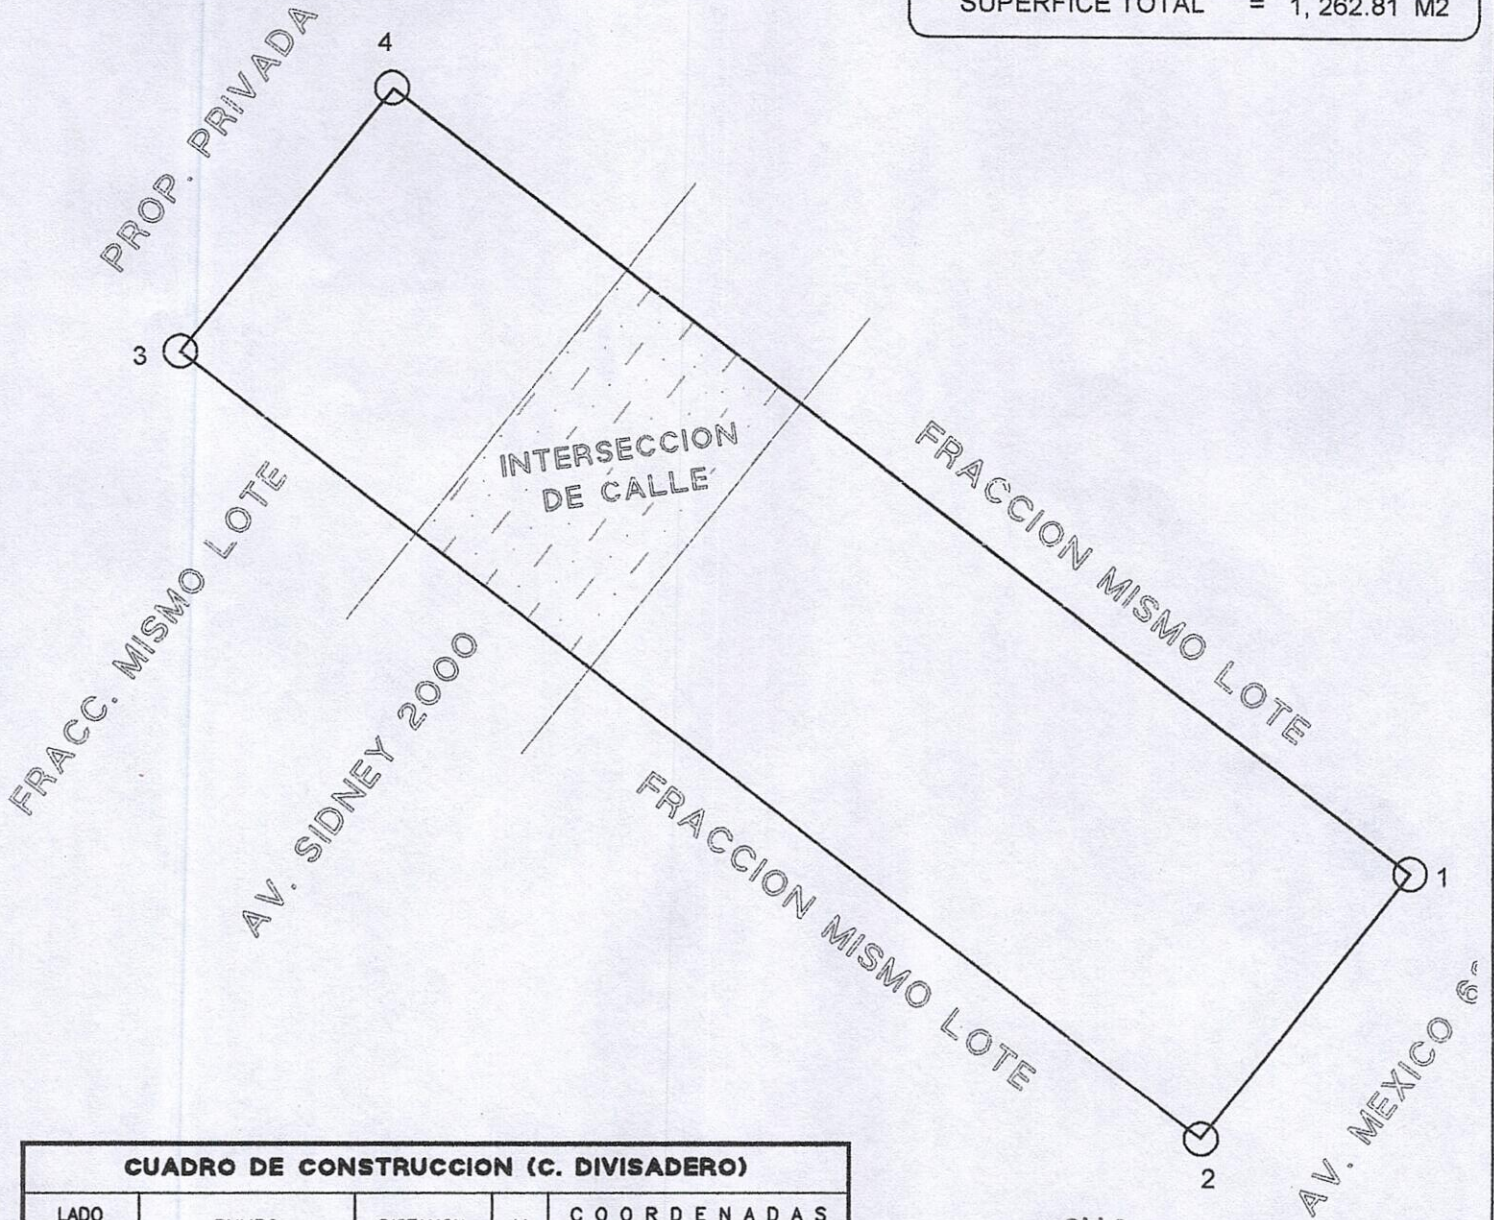 SUPERFICE TOTAL = 1, 262.81 M2
4
PROP. PRIVADA
3
INTERSECCION
DE CALLE
FRACCION MISMO LOTE
FRACC. MISMO LOTE
AV. SIDNEY 2000
FRACCION MISMO LOTE
1
AV. MEXICO
2
CUADRO DE CONSTRUCCION (C. DIVISADERO)
LADO
COORDENADAS